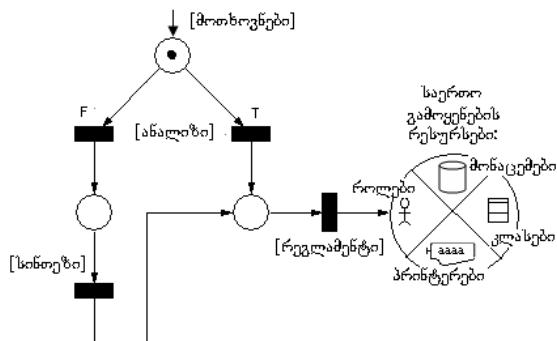 [მოთხოვნები]
F
T
[ანალიზი]
საერთო
გამოყენების
რესურსები:
მონაცემები
როლები
კლასები
[რეგლამენტი]
aaaa
პრინტერები
[სინთეზი]